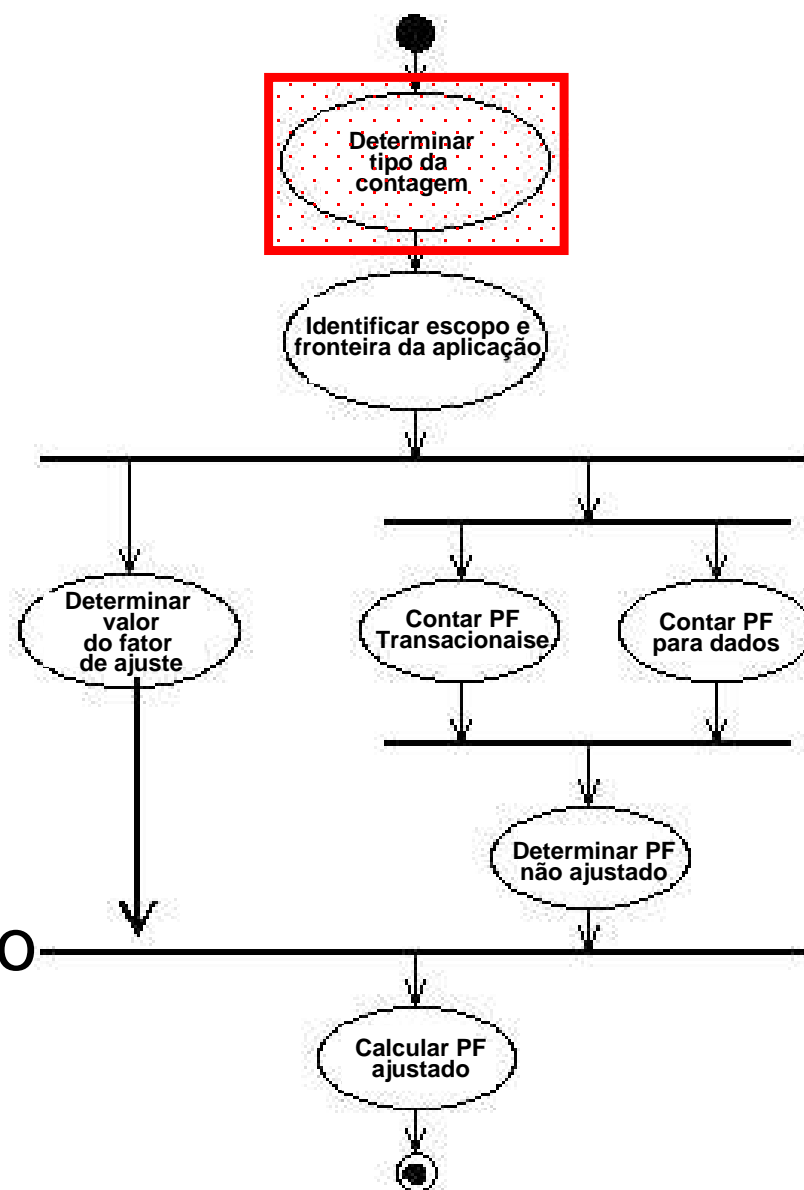 Determinar
tipo da
contagem
Identificar escopo e
fronteira da aplicação
Determinar
valor
do fator
de ajuste
Contar PF
Transacionaise
Contar PF
para dados
Determinar PF
não ajustado
o
Calcular PF
ajustado